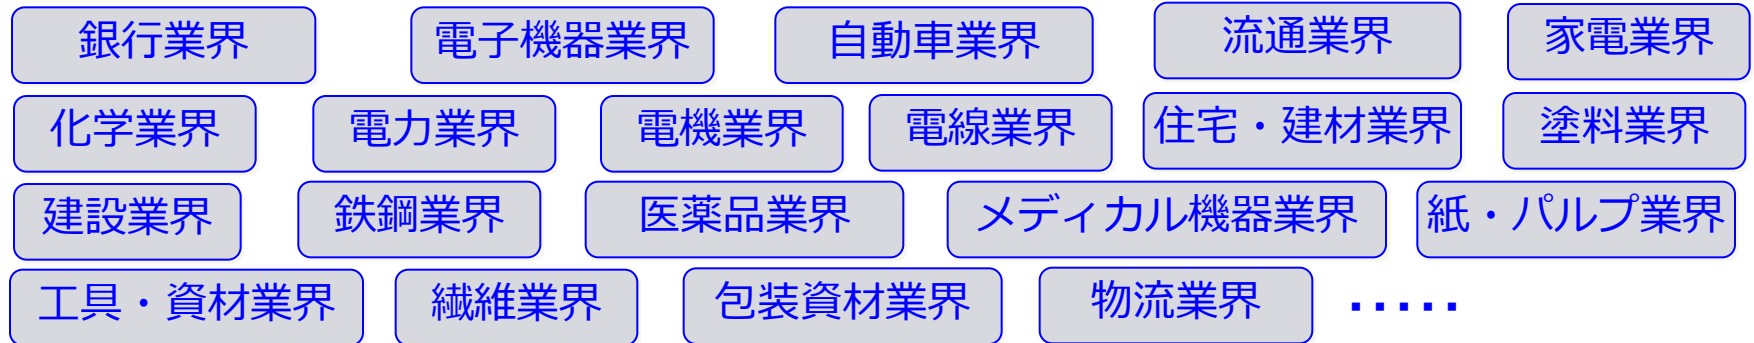 銀行業界 電子機器業界 自動車業界 流通業界 家電業界
化学業界 電力業界 電機業界 電線業界 住宅・建材業界 塗料業界
建設業界 鉄鋼業界 医薬品業界 メディカル機器業界 紙・パルプ業界
工具・資材業界 繊維業界 包装資材業界 物流業界 ・・・・・